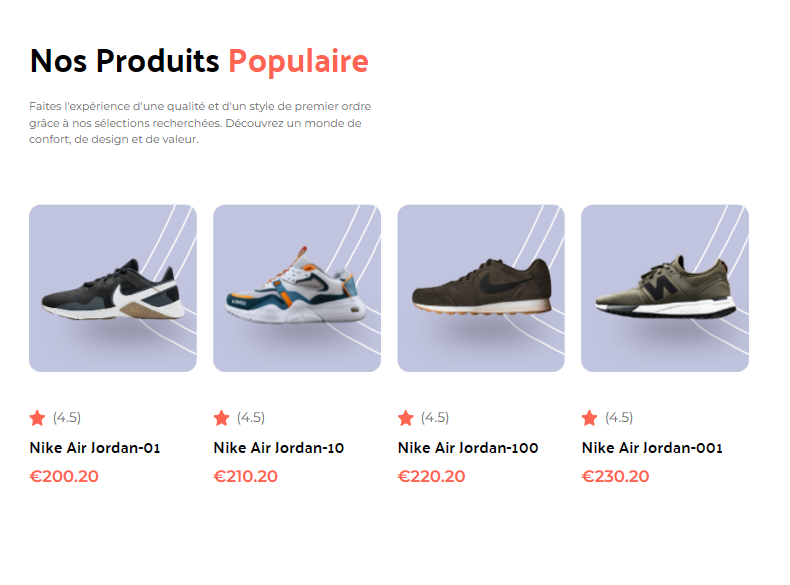 Nos Produits Populaire
Faites l'expérience d'une qualité et d'un style de premier ordre
grâce à nos sélections recherchées. Découvrez un monde de
confort, de design et de valeur.
(4.5) (4.5) (4.5) (4.5)
Nike Air Jordan-01 Nike Air Jordan-10 Nike Air Jordan-100 Nike Air Jordan-001
€200.20 €210.20 €220.20 €230.20